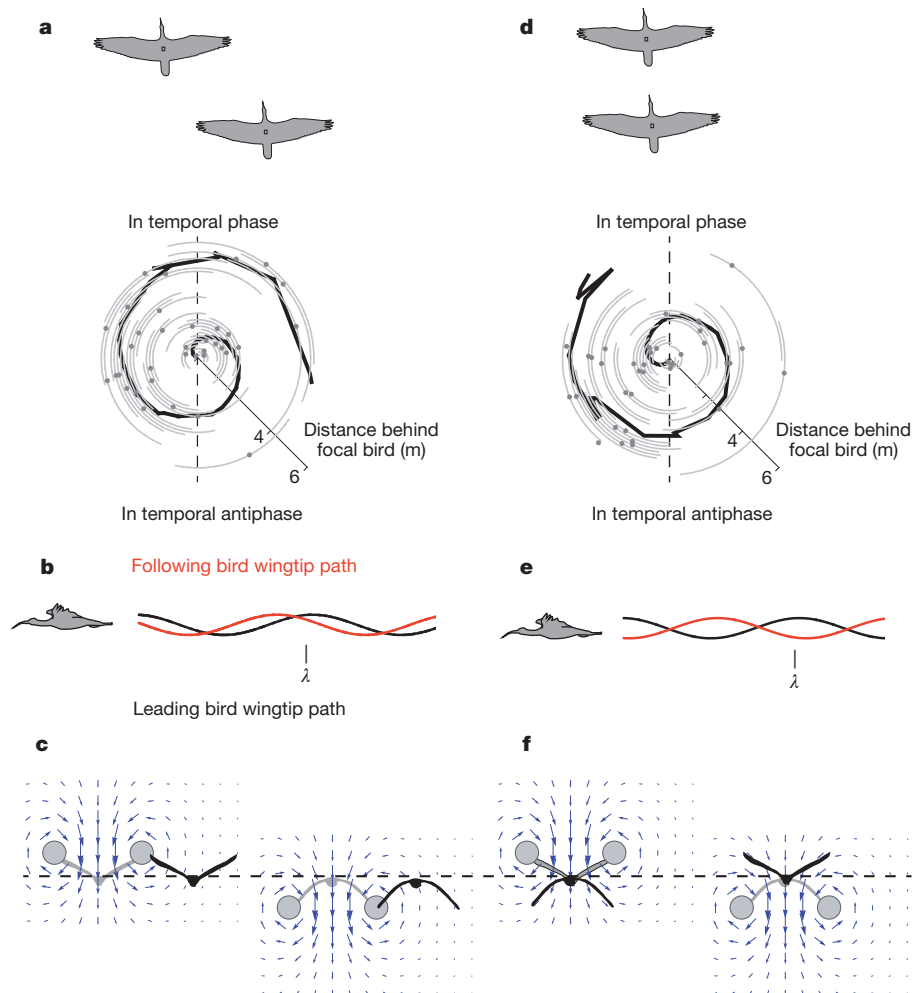 a
In temporal phase
4
6
Distance behind
focal bird (m)
In temporal antiphase
b
Following bird wingtip path
λ
Leading bird wingtip path
c
d
In temporal phase
4
6
Distance behind
focal bird (m)
In temporal antiphase
e
λ
f